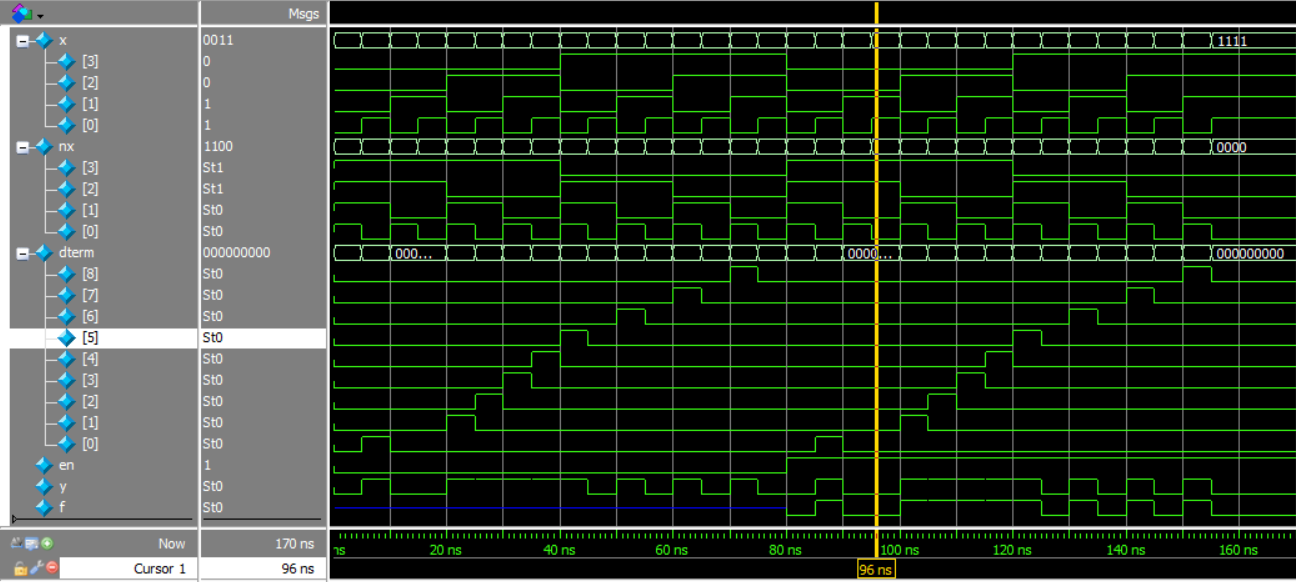 Msgs
x 0011 1111
[3] 0
[2] 0
[1] 1
[0] 1
nx 1100 0000
[3] St1
[2] St1
[1] St0
[0] St0
dterm 000000000 000... 0000... 000000000
[8] St0
[7] St0
[6] St0
[5] St0
[4] St0
[3] St0
[2] St0
[1] St0
[0] St0
en 1
y St0
f St0
Now 170 ns ns 20 ns 40 ns 60 ns 80 ns 100 ns 120 ns 140 ns 160 ns
Cursor 1 96 ns 96 ns